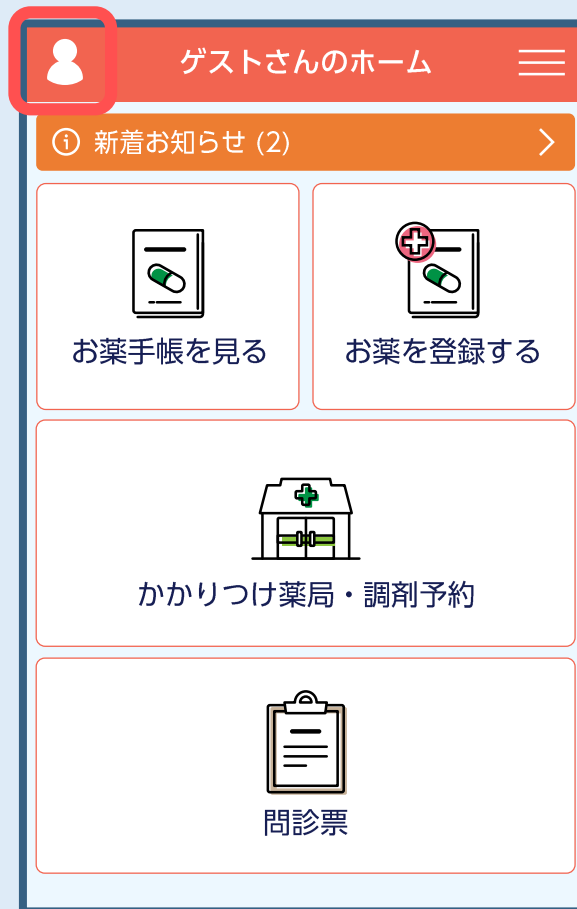 ゲストさんのホーム
新着お知らせ (2)
お薬手帳を見る
お薬を登録する
かかりつけ薬局・調剤予約
問診票